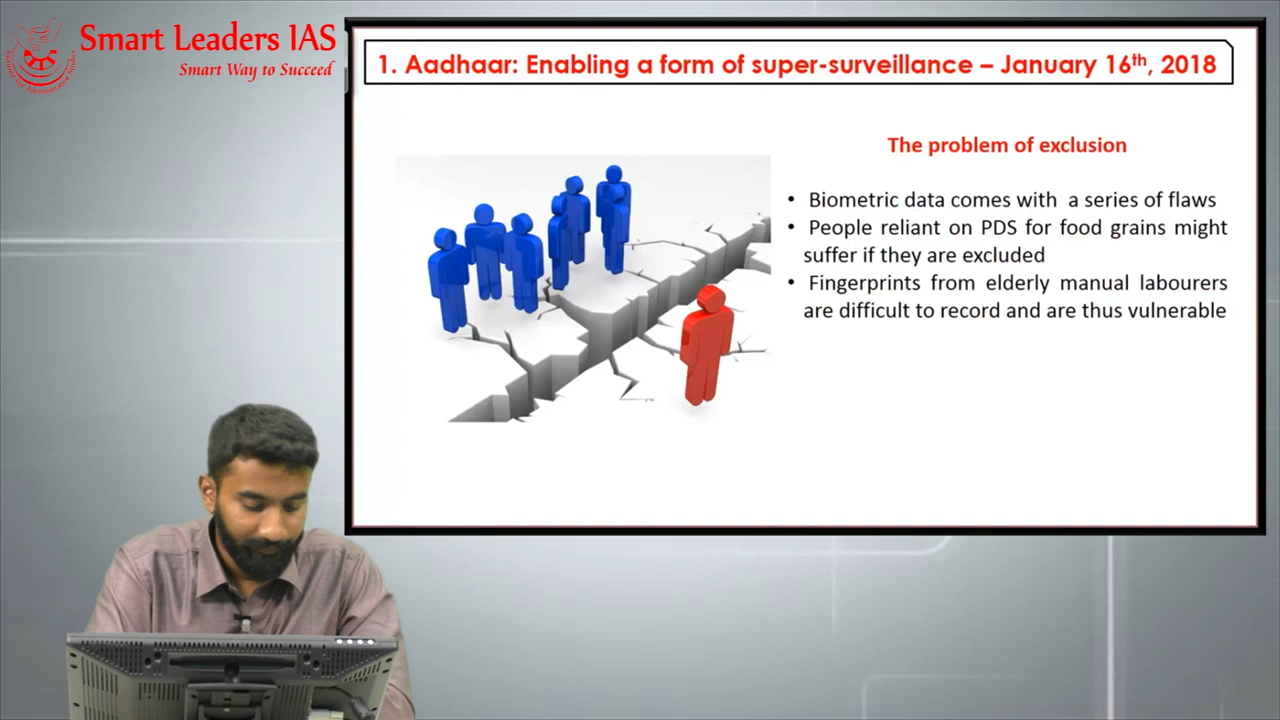 Smart Leaders IAS
Smart Way to Succeed
1. Aadhaar: Enabling a form of super-surveillance – January 16th, 2018
The problem of exclusion
• Biometric data comes with a series of flaws
• People reliant on PDS for food grains might
suffer if they are excluded
• Fingerprints from elderly manual labourers
are difficult to record and are thus vulnerable